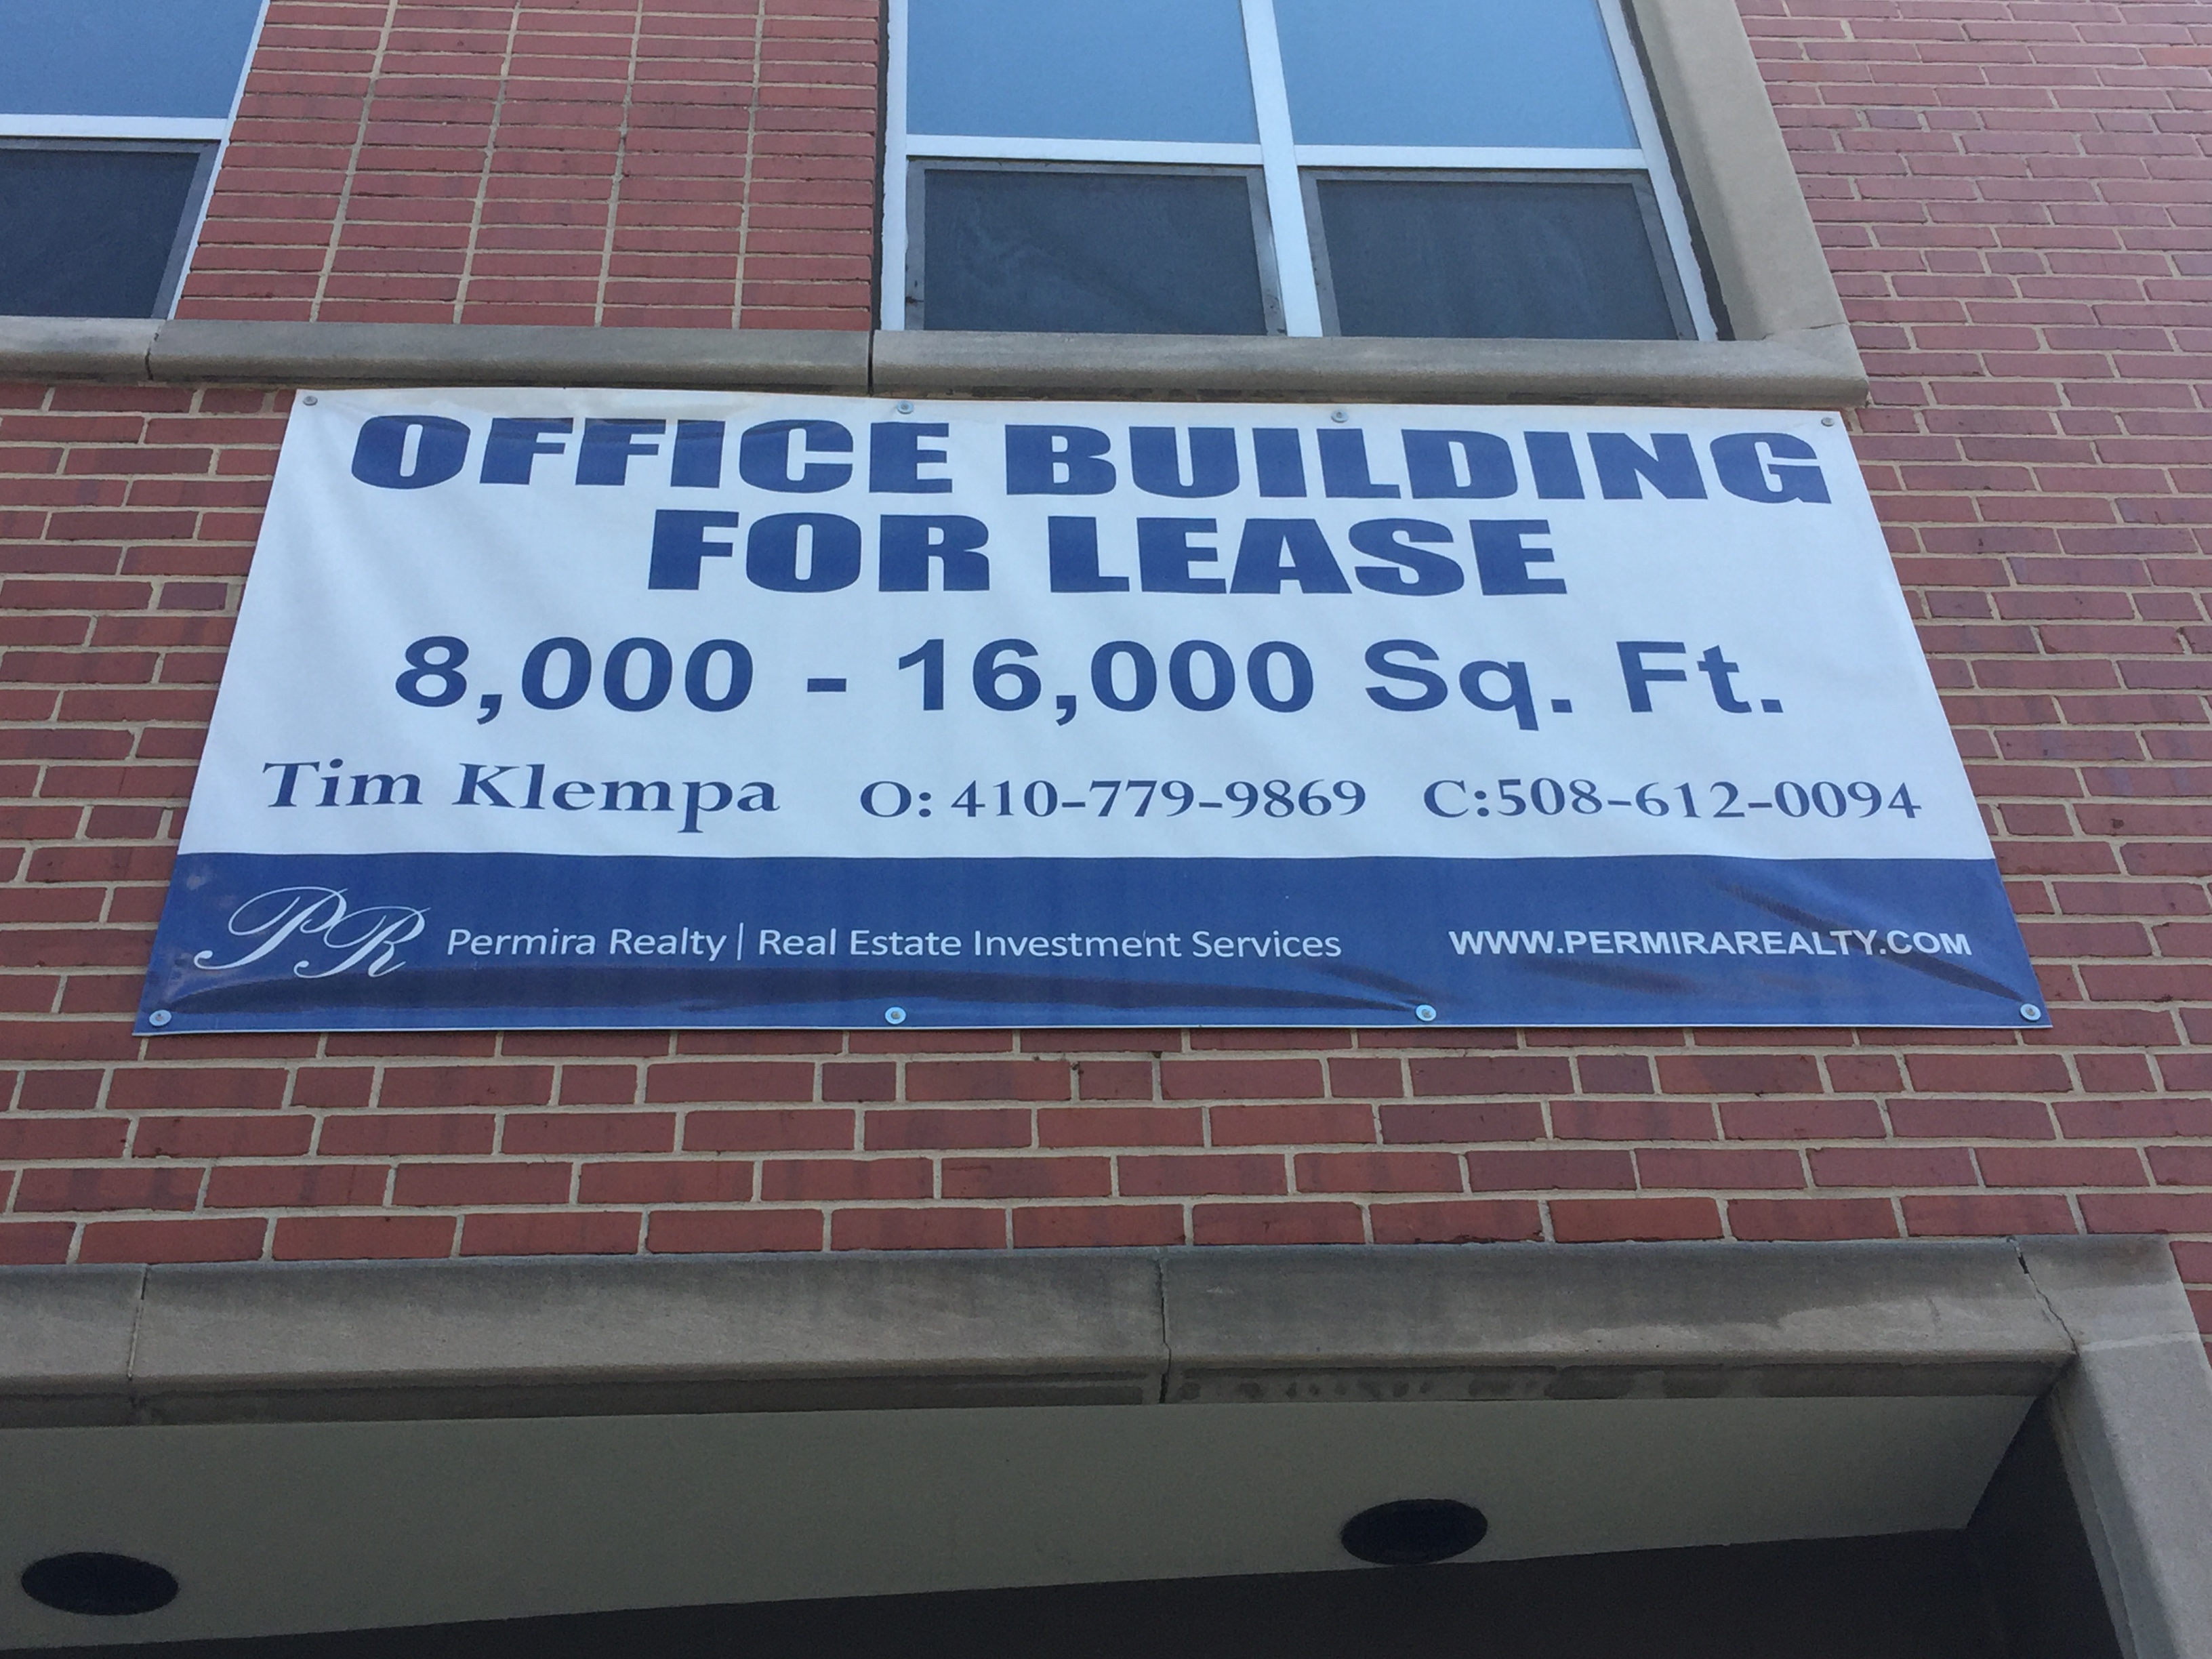 OFFICE BUILDING
FOR LEASE
8,000 - 16,000 Sq. Ft.
Tim Klempa O: 410-779-9869 C:508-612-0094
PR Permira Realty | Real Estate Investment Services WWW.PERMIRAREALTY.COM